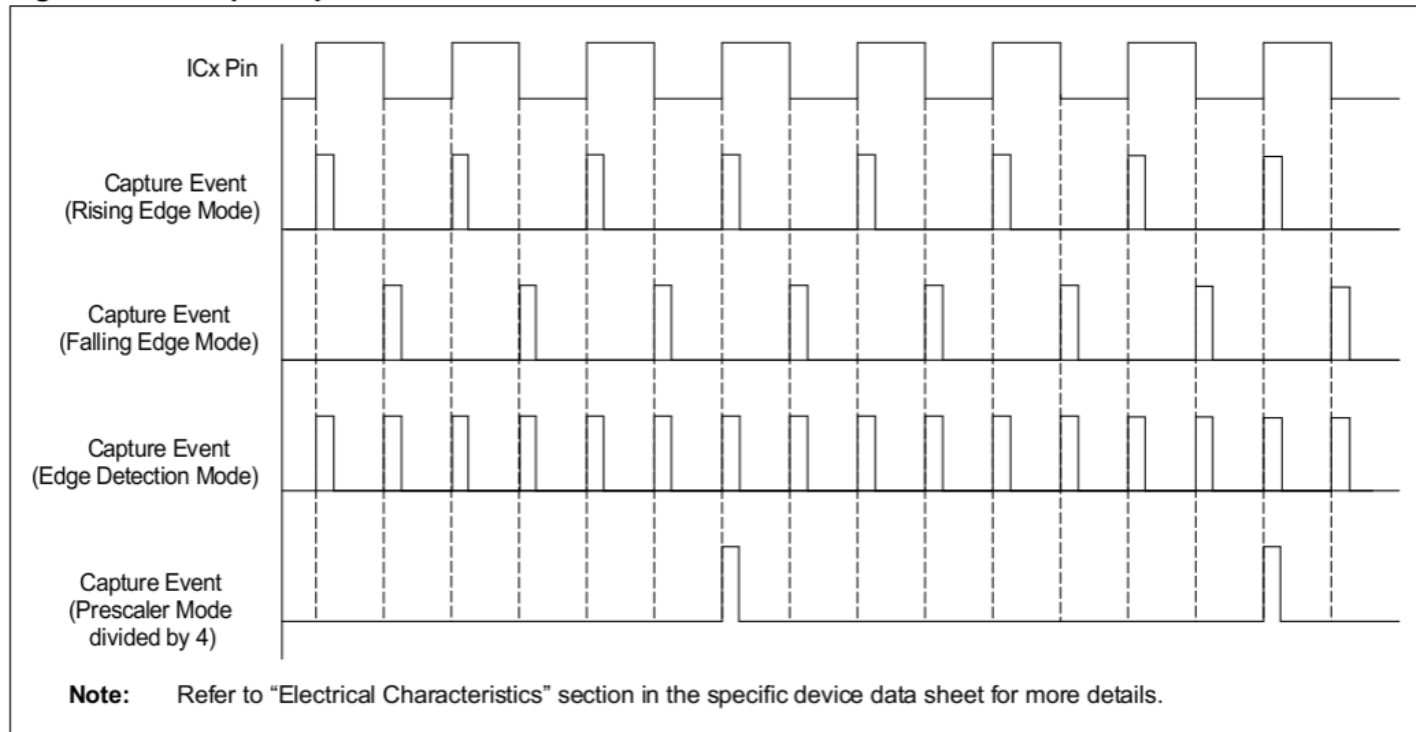 ICx Pin
Capture Event
(Rising Edge Mode)
Capture Event
(Falling Edge Mode)
Capture Event
(Edge Detection Mode)
Capture Event
(Prescaler Mode
divided by 4)
Note: Refer to “Electrical Characteristics” section in the specific device data sheet for more details.